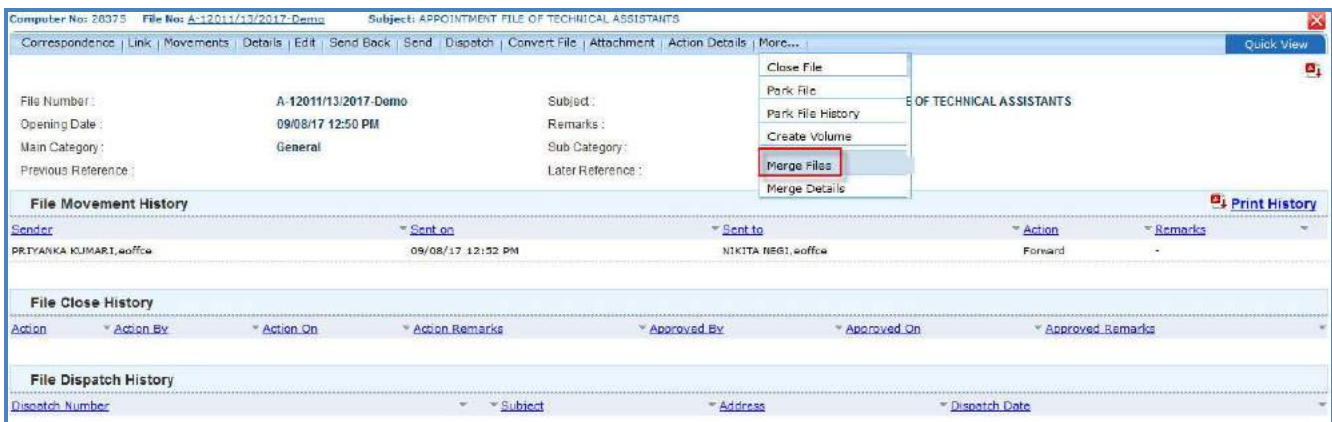 Computer No: 28375 File No: A-12011/13/2017-Demo Subject: APPOINTMENT FILE OF TECHNICAL ASSISTANTS
Correspondence | Link | Movements | Details | Edit | Send Back | Send | Dispatch | Convert File | Attachment | Action Details | More... | Quick View
Close File
Park File
File Number : A-12011/13/2017-Demo Subject : E OF TECHNICAL ASSISTANTS
Park File History
Opening Date : 09/08/17 12:50 PM Remarks :
Create Volume
Main Category : General Sub Category :
Merge Files
Previous Reference : Later Reference :
Merge Details
File Movement History Print History
Sender Sent on Sent to Action Remarks
PRIYANKA KUMARI,eoffce 09/08/17 12:52 PM NIKITA NEGI,eoffce Forward -
File Close History
Action Action By Action On Action Remarks Approved By Approved On Approved Remarks
File Dispatch History
Dispatch Number Subject Address Dispatch Date